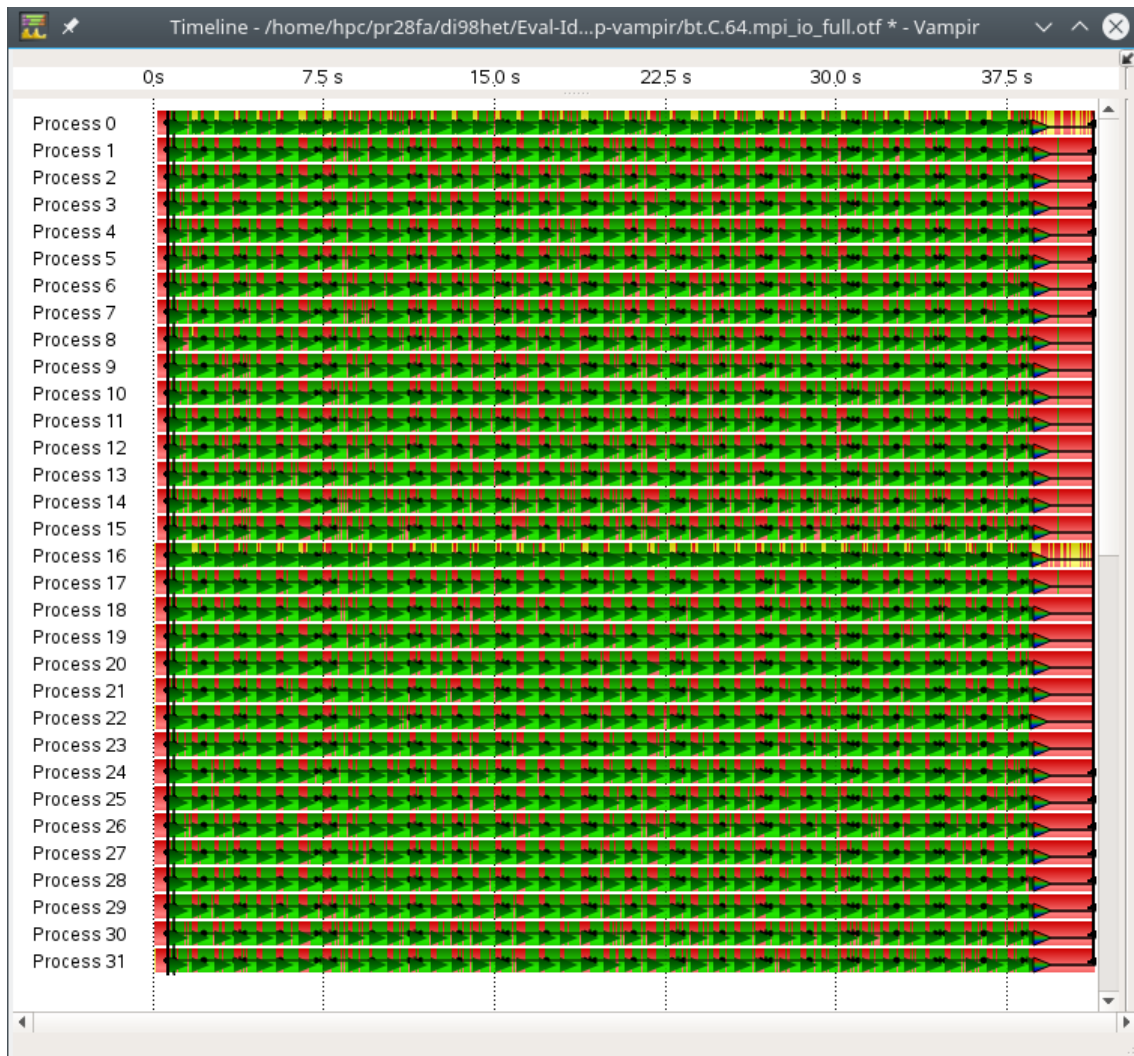 Timeline - /home/hpc/pr28fa/di98het/Eval-Id...p-vampir/bt.C.64.mpi_io_full.otf * - Vampir
0s 7.5 s 15.0 s 22.5 s 30.0 s 37.5 s
Process 0
Process 1
Process 2
Process 3
Process 4
Process 5
Process 6
Process 7
Process 8
Process 9
Process 10
Process 11
Process 12
Process 13
Process 14
Process 15
Process 16
Process 17
Process 18
Process 19
Process 20
Process 21
Process 22
Process 23
Process 24
Process 25
Process 26
Process 27
Process 28
Process 29
Process 30
Process 31